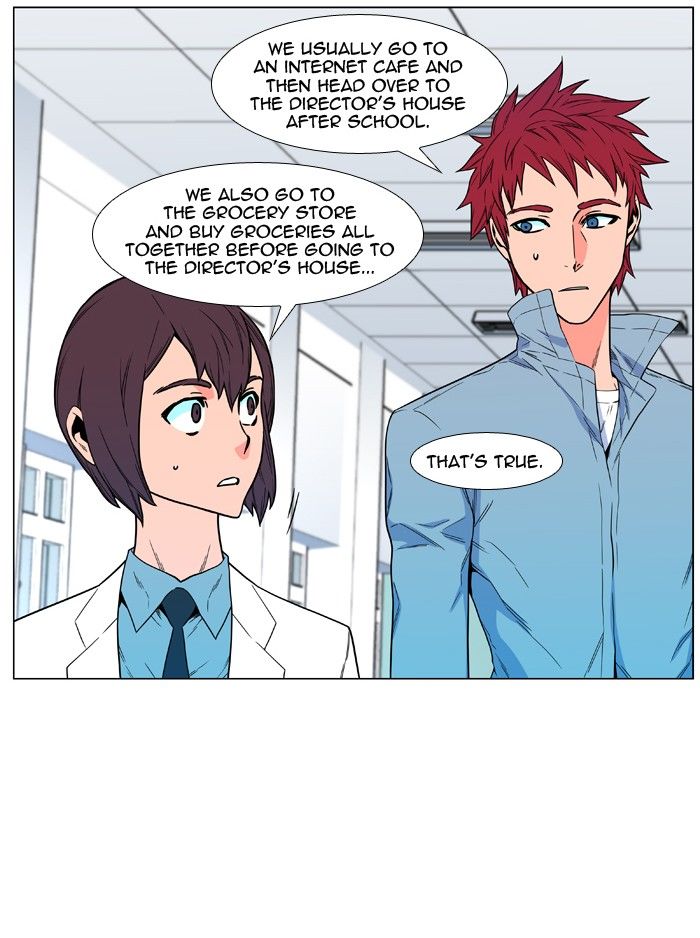 WE USUALLY GO TO
AN INTERNET CAFE AND
THEN HEAD OVER TO
THE DIRECTOR'S HOUSE
AFTER SCHOOL.
WE ALSO GO TO
THE GROCERY STORE
AND BUY GROCERIES ALL
TOGETHER BEFORE GOING TO
THE DIRECTOR'S HOUSE...
THAT'S TRUE.